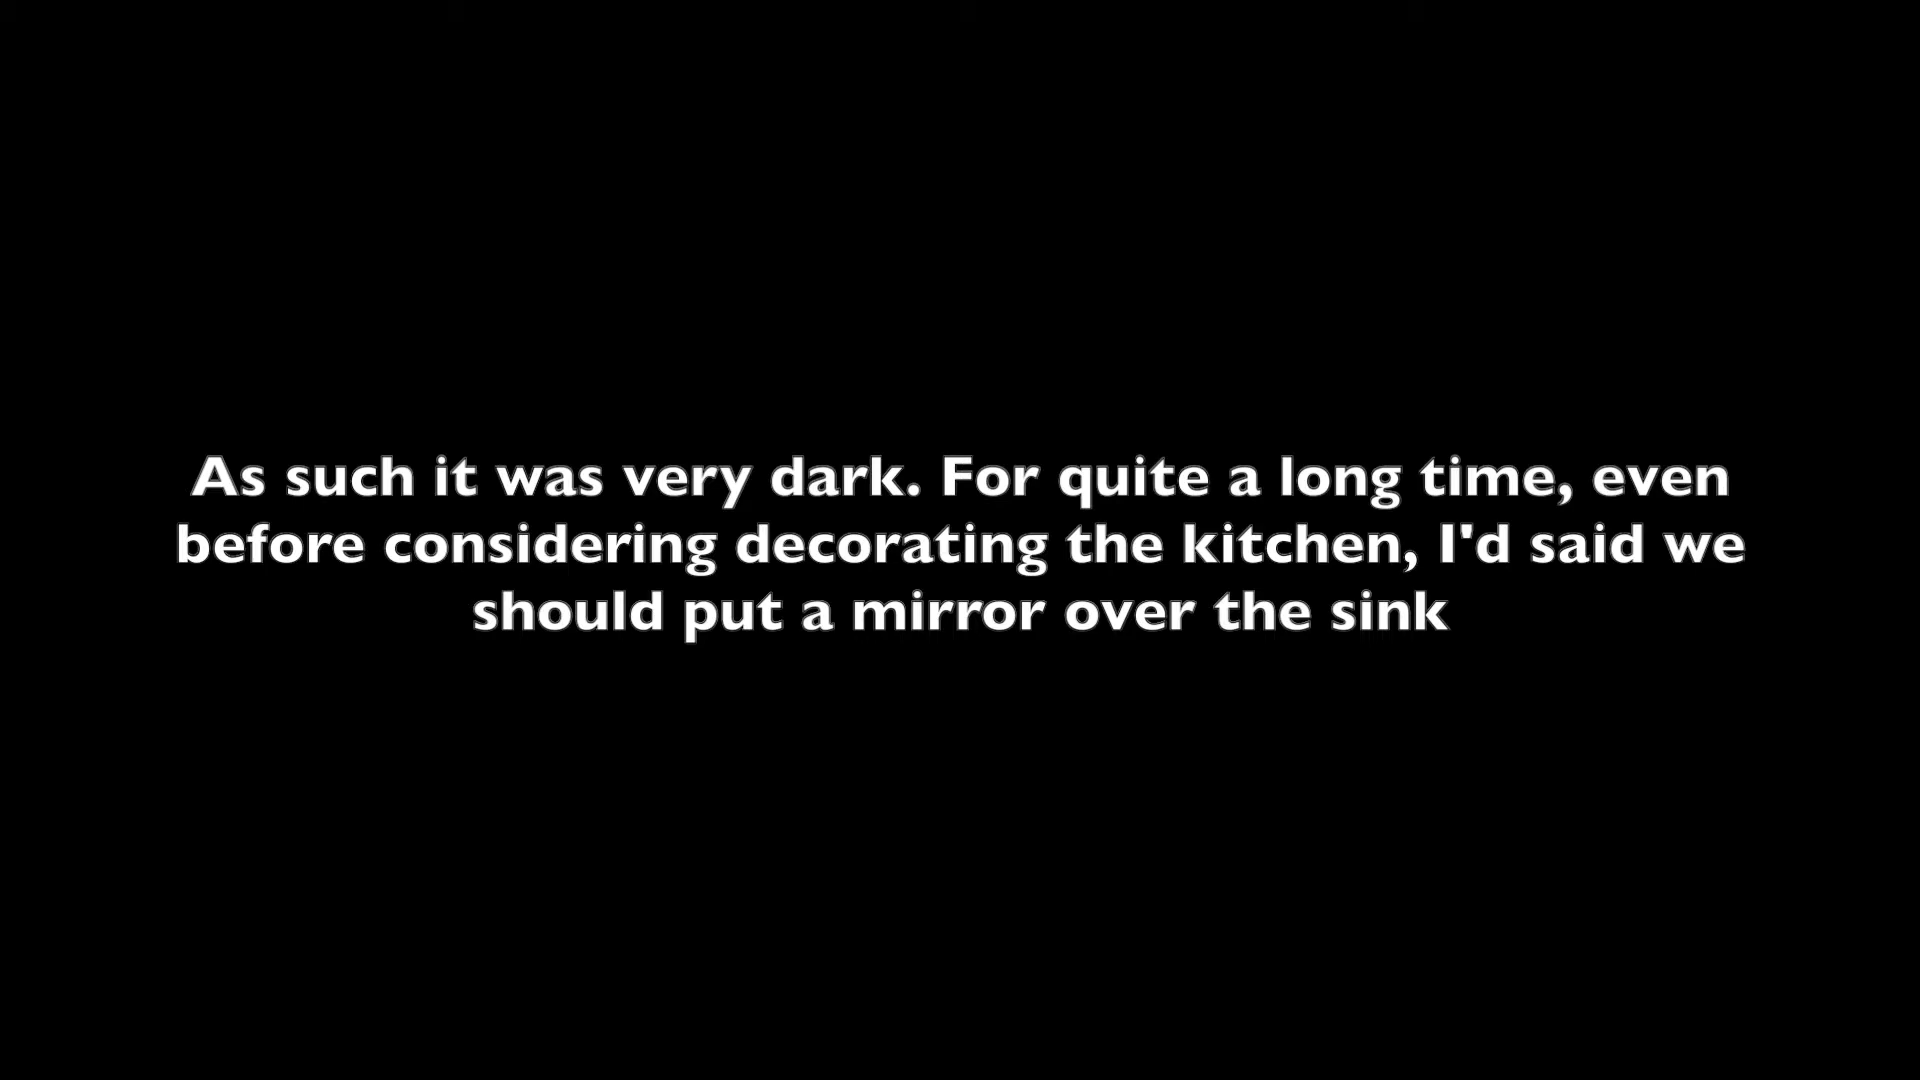 As such it was very dark. For quite a long time, even
before considering decorating the kitchen, I'd said we
should put a mirror over the sink